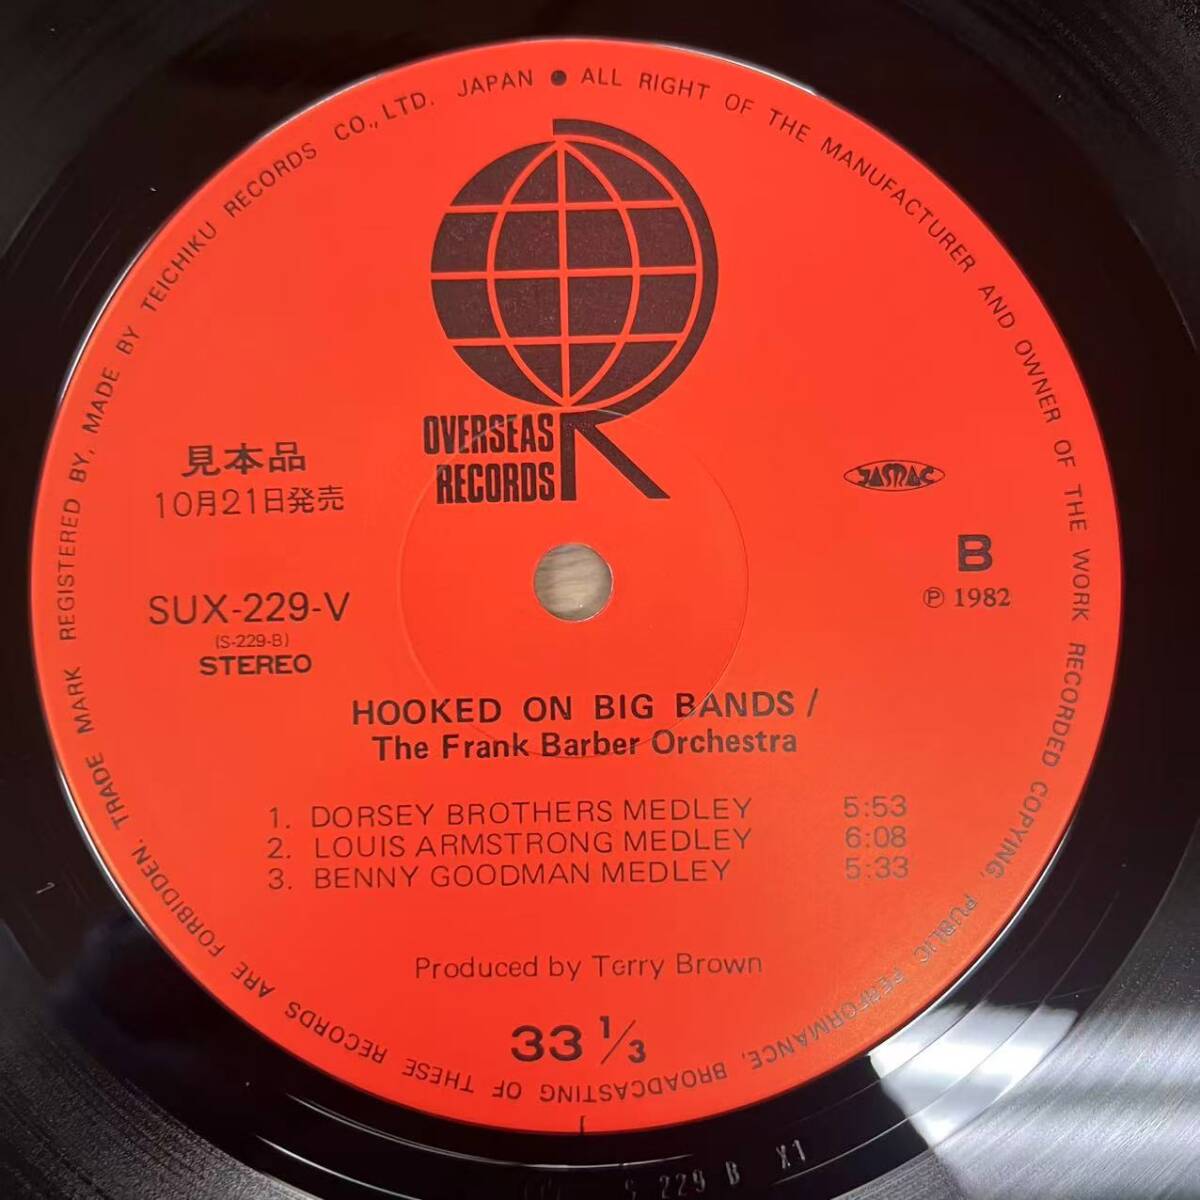 ALL RIGHT OF THE MANUFACTURER AND OWNER OF THE WORK RECORDED COPYING, PUBLIC PERFORMANCE, BROADCASTING OF THESE RECORDS ARE FORBIDDEN, TRADE MARK REGISTERED BY, MADE BY TEICHIKU RECORDS CO., LTD. JAPAN ●
OVERSEAS
RECORDS
見本品
10月21日発売
JASMAC
SUX-229-V
(S-229-B)
STEREO
B
Ⓟ 1982
HOOKED ON BIG BANDS /
The Frank Barber Orchestra
1. DORSEY BROTHERS MEDLEY 5:53
2. LOUIS ARMSTRONG MEDLEY 6:08
3. BENNY GOODMAN MEDLEY 5:33
Produced by Terry Brown
33 1/3
S 229 B X1